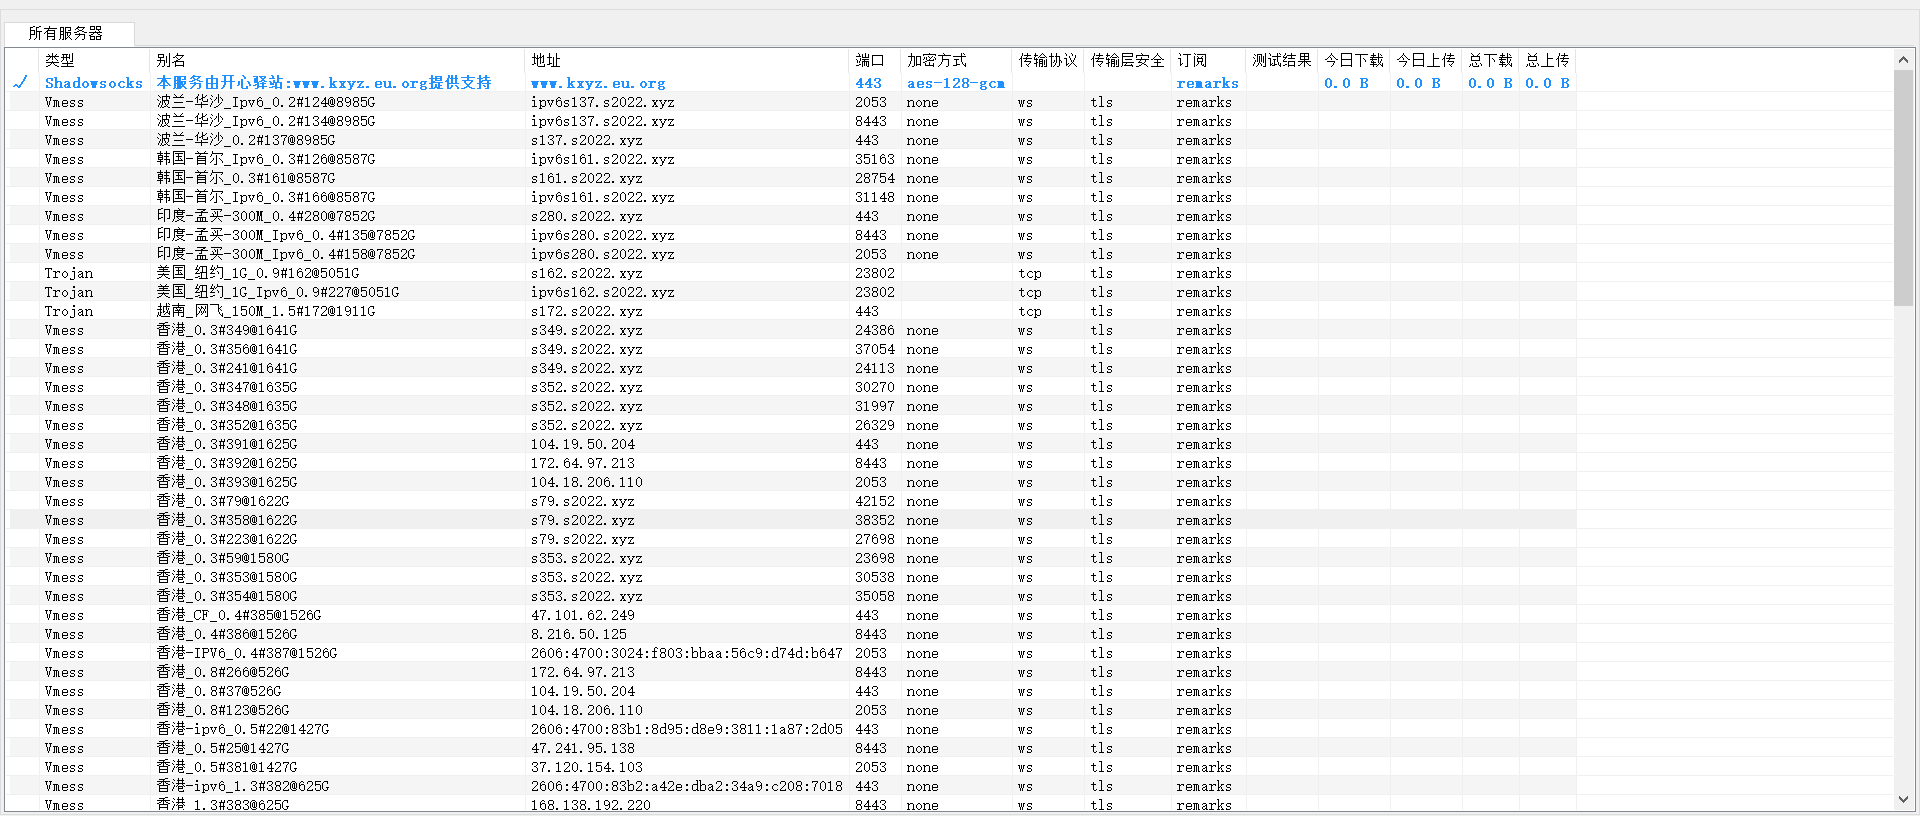 所有服务器
类型 别名 地址 端口 加密方式 传输协议 传输层安全 订阅 测试结果 今日下载 今日上传 总下载 总上传
Shadowsocks 本服务由开心驿站:www.kxyz.eu.org提供支持 www.kxyz.eu.org 443 aes-128-gcm remarks 0.0 B 0.0 B 0.0 B 0.0 B
Vmess 波兰-华沙_Ipv6_0.2#124@8985G ipv6s137.s2022.xyz 2053 none ws tls remarks
Vmess 波兰-华沙_Ipv6_0.2#134@8985G ipv6s137.s2022.xyz 8443 none ws tls remarks
Vmess 波兰-华沙_0.2#137@8985G s137.s2022.xyz 443 none ws tls remarks
Vmess 韩国-首尔_Ipv6_0.3#126@8587G ipv6s161.s2022.xyz 35163 none ws tls remarks
Vmess 韩国-首尔_0.3#161@8587G s161.s2022.xyz 28754 none ws tls remarks
Vmess 韩国-首尔_Ipv6_0.3#166@8587G ipv6s161.s2022.xyz 31148 none ws tls remarks
Vmess 印度-孟买-300M_0.4#280@7852G s280.s2022.xyz 443 none ws tls remarks
Vmess 印度-孟买-300M_Ipv6_0.4#135@7852G ipv6s280.s2022.xyz 8443 none ws tls remarks
Vmess 印度-孟买-300M_Ipv6_0.4#158@7852G ipv6s280.s2022.xyz 2053 none ws tls remarks
Trojan 美国_纽约_1G_0.9#162@5051G s162.s2022.xyz 23802 tcp tls remarks
Trojan 美国_纽约_1G_Ipv6_0.9#227@5051G ipv6s162.s2022.xyz 23802 tcp tls remarks
Trojan 越南_网飞_150M_1.5#172@1911G s172.s2022.xyz 443 tcp tls remarks
Vmess 香港_0.3#349@1641G s349.s2022.xyz 24386 none ws tls remarks
Vmess 香港_0.3#356@1641G s349.s2022.xyz 37054 none ws tls remarks
Vmess 香港_0.3#241@1641G s349.s2022.xyz 24113 none ws tls remarks
Vmess 香港_0.3#347@1635G s352.s2022.xyz 30270 none ws tls remarks
Vmess 香港_0.3#348@1635G s352.s2022.xyz 31997 none ws tls remarks
Vmess 香港_0.3#352@1635G s352.s2022.xyz 26329 none ws tls remarks
Vmess 香港_0.3#391@1625G 104.19.50.204 443 none ws tls remarks
Vmess 香港_0.3#392@1625G 172.64.97.213 8443 none ws tls remarks
Vmess 香港_0.3#393@1625G 104.18.206.110 2053 none ws tls remarks
Vmess 香港_0.3#79@1622G s79.s2022.xyz 42152 none ws tls remarks
Vmess 香港_0.3#358@1622G s79.s2022.xyz 38352 none ws tls remarks
Vmess 香港_0.3#223@1622G s79.s2022.xyz 27698 none ws tls remarks
Vmess 香港_0.3#59@1580G s353.s2022.xyz 23698 none ws tls remarks
Vmess 香港_0.3#353@1580G s353.s2022.xyz 30538 none ws tls remarks
Vmess 香港_0.3#354@1580G s353.s2022.xyz 35058 none ws tls remarks
Vmess 香港_CF_0.4#385@1526G 47.101.62.249 443 none ws tls remarks
Vmess 香港_0.4#386@1526G 8.216.50.125 8443 none ws tls remarks
Vmess 香港-IPV6_0.4#387@1526G 2606:4700:3024:f803:bbaa:56c9:d74d:b647 2053 none ws tls remarks
Vmess 香港_0.8#266@526G 172.64.97.213 8443 none ws tls remarks
Vmess 香港_0.8#37@526G 104.19.50.204 443 none ws tls remarks
Vmess 香港_0.8#123@526G 104.18.206.110 2053 none ws tls remarks
Vmess 香港-ipv6_0.5#22@1427G 2606:4700:83b1:8d95:d8e9:3811:1a87:2d05 443 none ws tls remarks
Vmess 香港_0.5#25@1427G 47.241.95.138 8443 none ws tls remarks
Vmess 香港_0.5#381@1427G 37.120.154.103 2053 none ws tls remarks
Vmess 香港-ipv6_1.3#382@625G 2606:4700:83b2:a42e:dba2:34a9:c208:7018 443 none ws tls remarks
Vmess 香港_1.3#383@625G 168.138.192.220 8443 none ws tls remarks